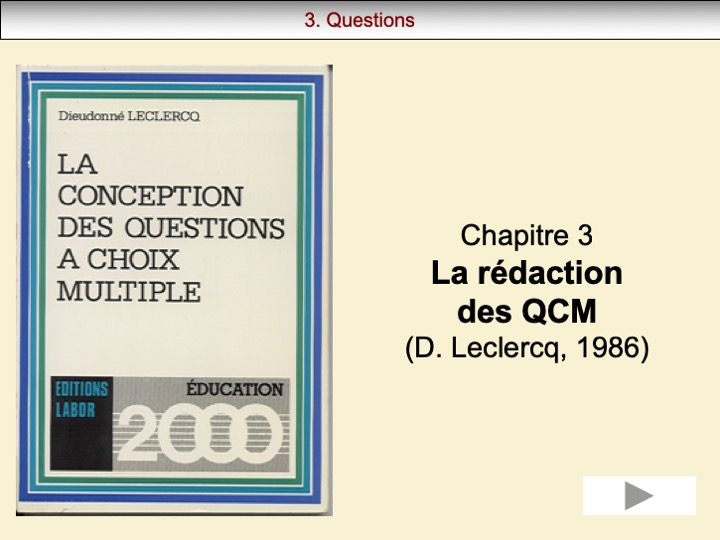 3. Questions
Dieudonné LECLERCQ
LA
CONCEPTION
DES QUESTIONS
A CHOIX
MULTIPLE
EDITIONS
LABOR
ÉDUCATION
2000
Chapitre 3
La rédaction
des QCM
(D. Leclercq, 1986)